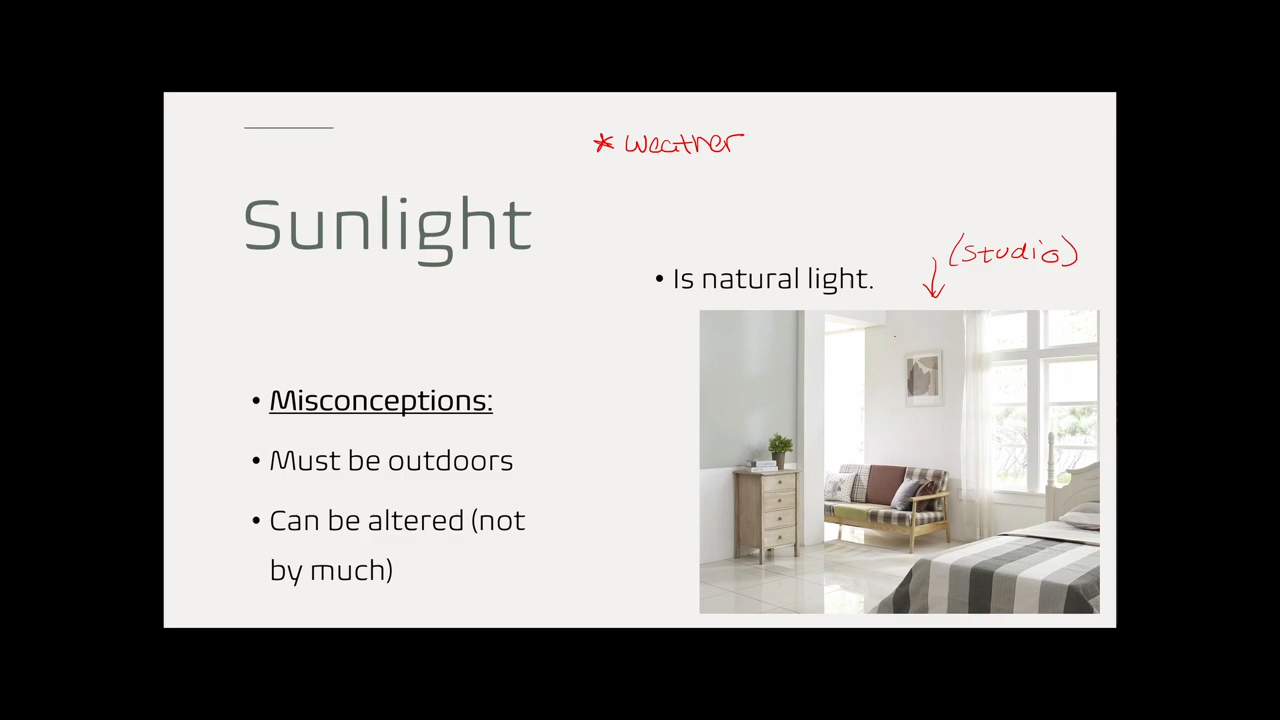 * weather
Sunlight
(studio)
• Is natural light.
• Misconceptions:
• Must be outdoors
• Can be altered (not
by much)